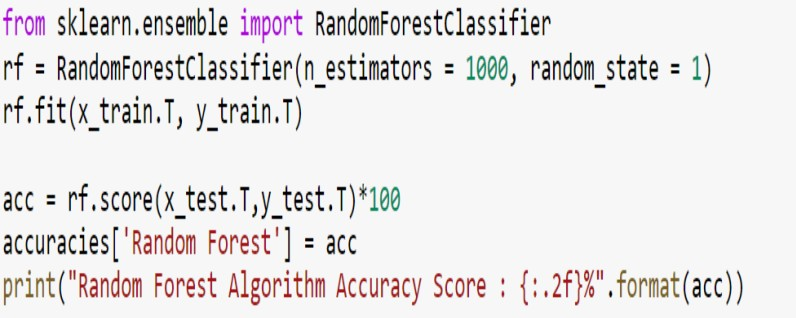 from sklearn.ensemble import RandomForestClassifier
rf = RandomForestClassifier(n_estimators = 1000, random_state = 1)
rf.fit(x_train.T, y_train.T)
acc = rf.score(x_test.T,y_test.T)*100
accuracies['Random Forest'] = acc
print("Random Forest Algorithm Accuracy Score : {:.2f}%".format(acc))